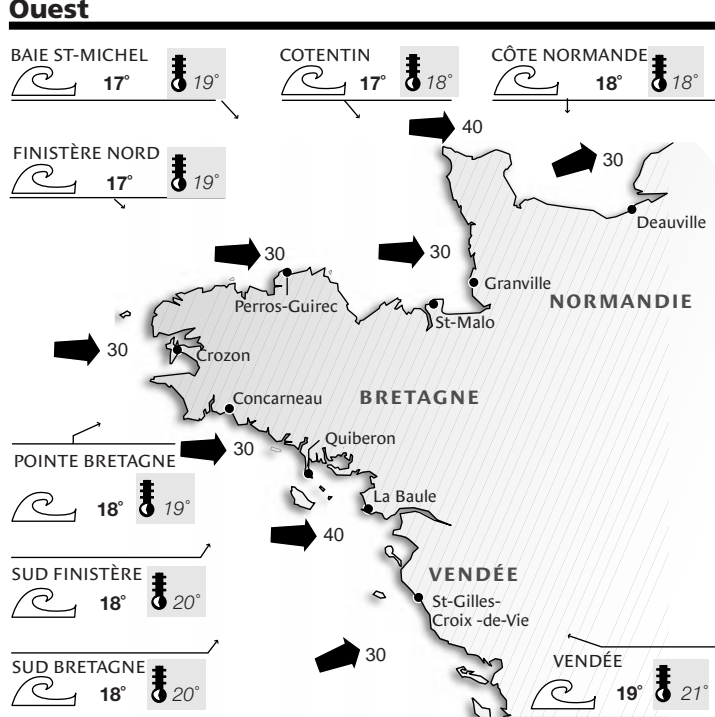 Ouest
BAIE ST-MICHEL
17° 19°
COTENTIN
17° 18°
CÔTE NORMANDE
18° 18°
40
30
FINISTÈRE NORD
17° 19°
Deauville
30
30
Granville
NORMANDIE
Perros-Guirec
St-Malo
30
Crozon
BRETAGNE
Concarneau
30
Quiberon
POINTE BRETAGNE
18° 19°
La Baule
40
SUD FINISTÈRE
18° 20°
VENDÉE
St-Gilles-
Croix -de-Vie
30
SUD BRETAGNE
18° 20°
VENDÉE
19° 21°